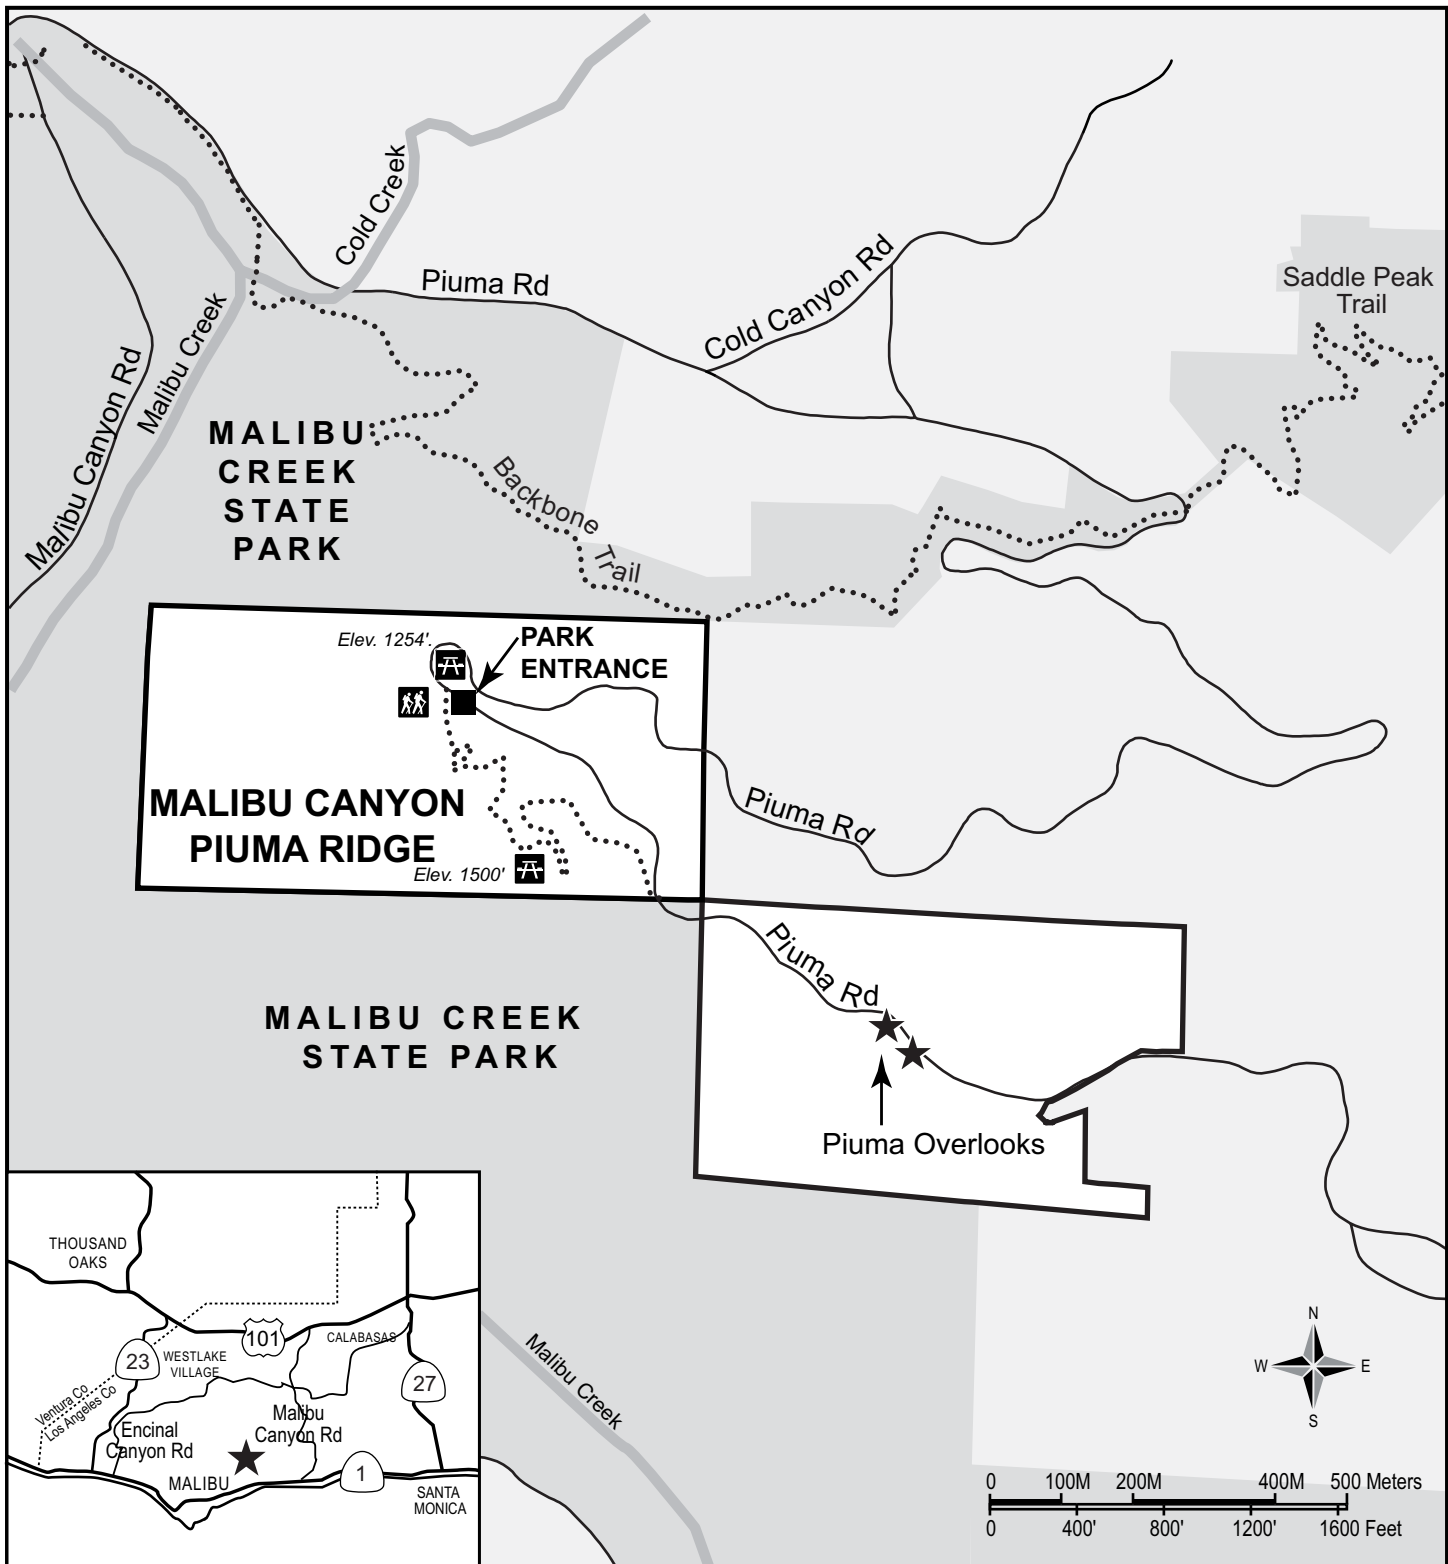 Cold Creek
Piuma Rd
Cold Canyon Rd
Saddle Peak
Trail
Malibu Canyon Rd
Malibu Creek
MALIBU
CREEK
STATE
PARK
Backbone
Trail
Elev. 1254'.
PARK
ENTRANCE
MALIBU CANYON
PIUMA RIDGE
Elev. 1500'
Piuma Rd
Piuma Rd
MALIBU CREEK
STATE PARK
Piuma Overlooks
THOUSAND
OAKS
101
CALABASAS
23
WESTLAKE
VILLAGE
27
Ventura Co
Los Angeles Co
Encinal
Canyon Rd
Malibu
Canyon Rd
MALIBU
1
SANTA
MONICA
Malibu Creek
N
W E
S
0 100M 200M 400M 500 Meters
0 400' 800' 1200' 1600 Feet